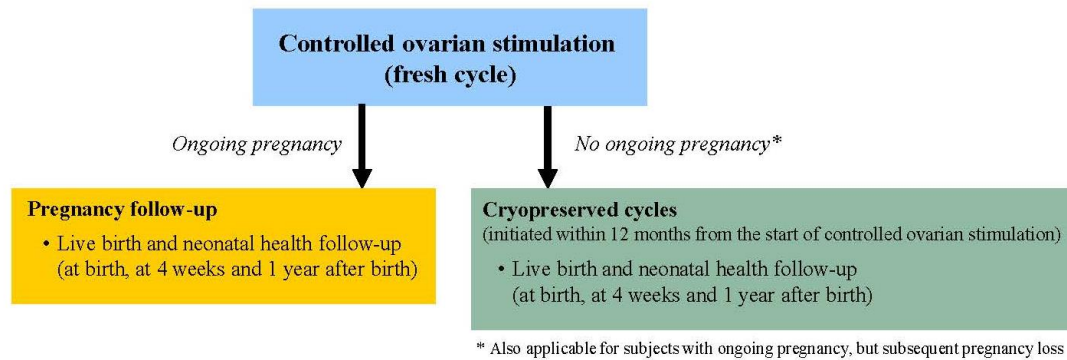 Controlled ovarian stimulation
(fresh cycle)
Ongoing pregnancy
No ongoing pregnancy*
Pregnancy follow-up
• Live birth and neonatal health follow-up
(at birth, at 4 weeks and 1 year after birth)
Cryopreserved cycles
(initiated within 12 months from the start of controlled ovarian stimulation)
• Live birth and neonatal health follow-up
(at birth, at 4 weeks and 1 year after birth)
* Also applicable for subjects with ongoing pregnancy, but subsequent pregnancy loss